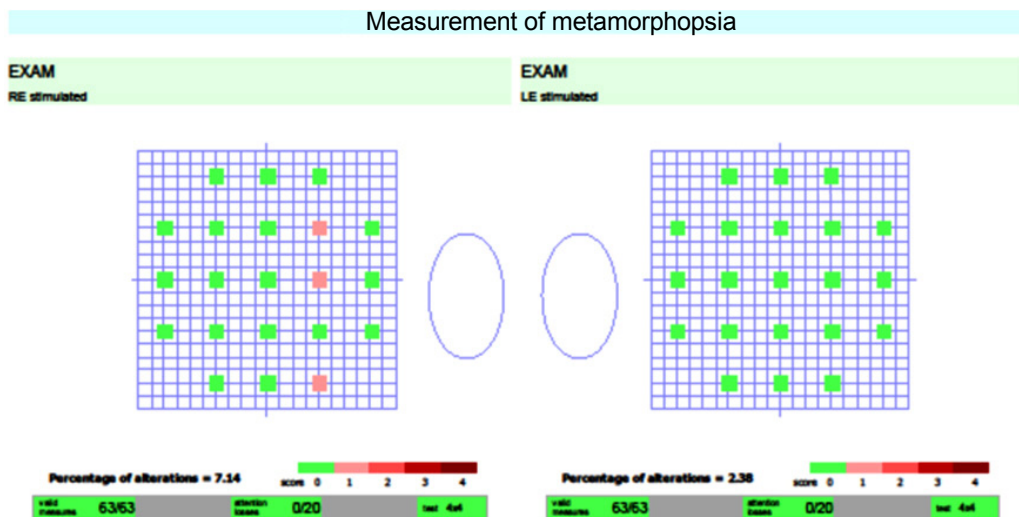 Measurement of metamorphopsia
EXAM
RE stimulated
EXAM
LE stimulated
Percentage of alterations = 7.14
score 0 1 2 3 4
Percentage of alterations = 2.38
score 0 1 2 3 4
valid measures 63/63 attention losses 0/20 test 4x4
valid measures 63/63 attention losses 0/20 test 4x4